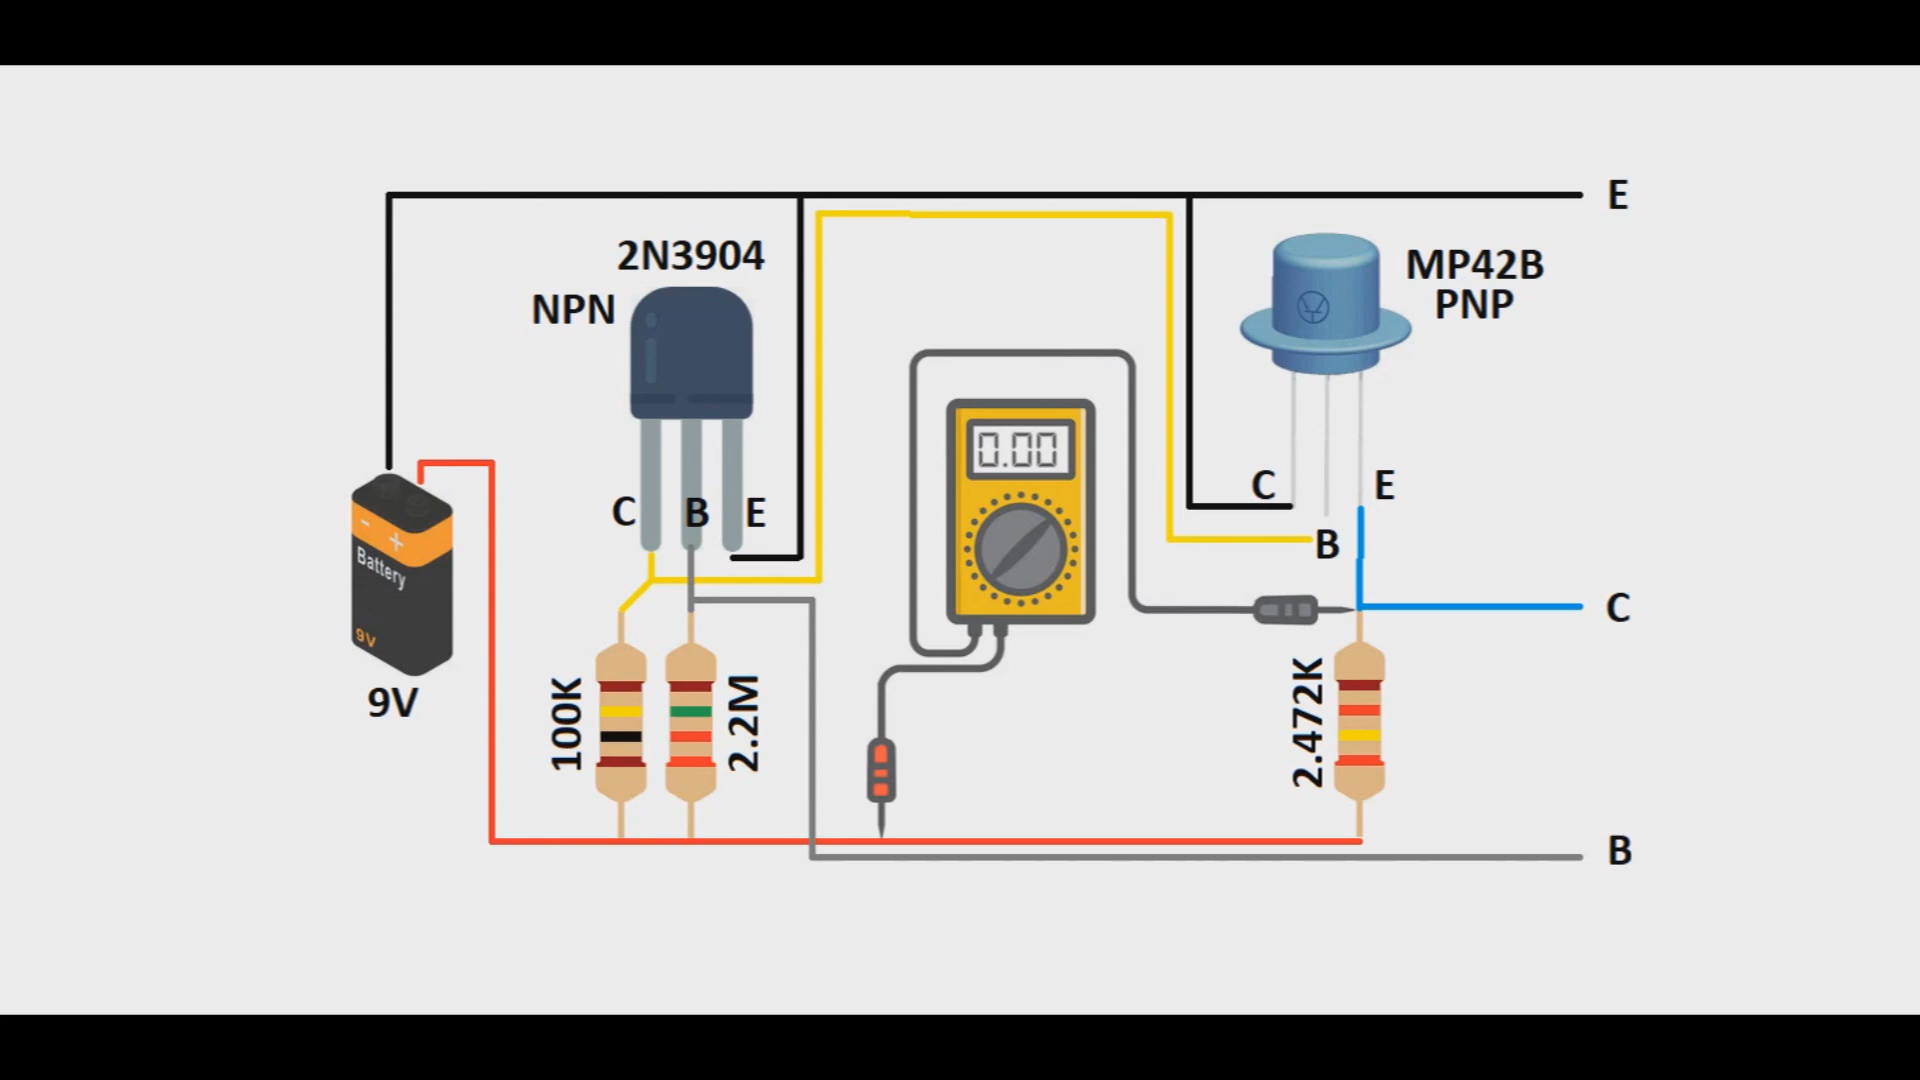 E
2N3904
NPN
MP42B
PNP
0.00
C
B
E
C
E
B
-
+
Battery
9V
9V
100K
2.2M
2.472K
C
B